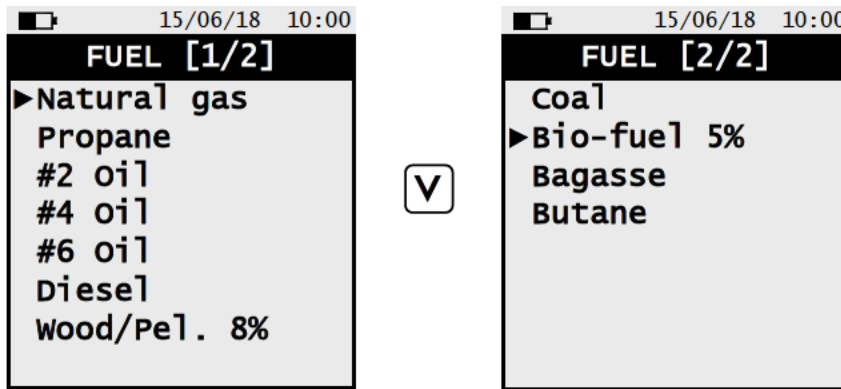 15/06/18 10:00
FUEL [1/2]
▶Natural gas
Propane
#2 Oil
#4 Oil
#6 Oil
Diesel
Wood/Pel. 8%
V
15/06/18 10:00
FUEL [2/2]
Coal
▶Bio-fuel 5%
Bagasse
Butane